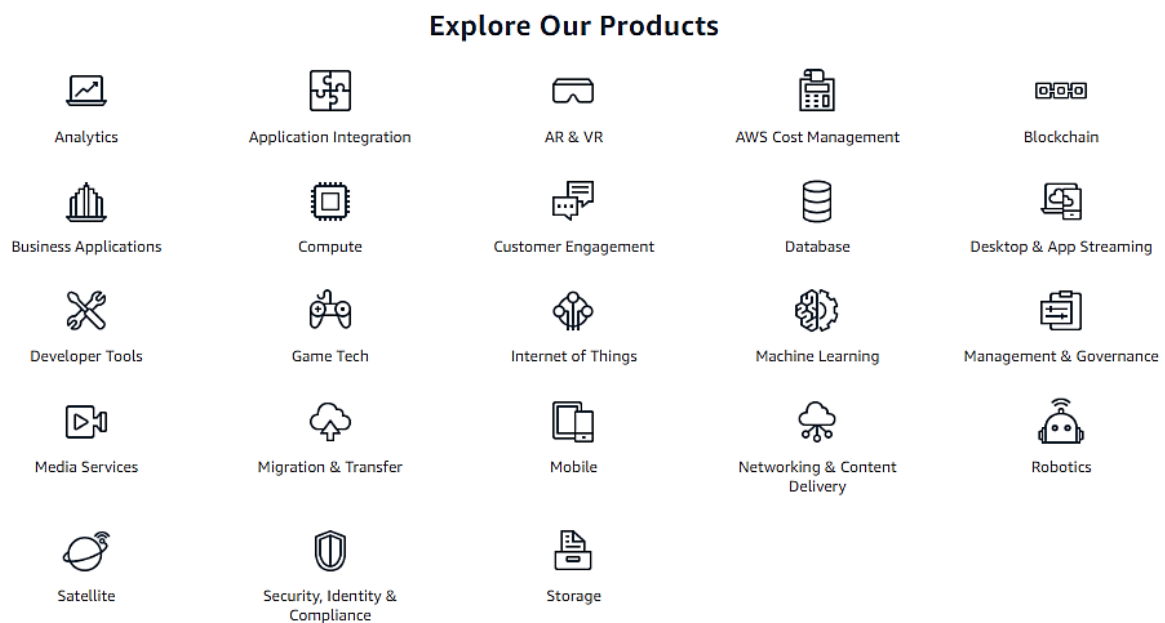 Explore Our Products
Analytics
Application Integration
AR & VR
AWS Cost Management
Blockchain
Business Applications
Compute
Customer Engagement
Database
Desktop & App Streaming
Developer Tools
Game Tech
Internet of Things
Machine Learning
Management & Governance
Media Services
Migration & Transfer
Mobile
Networking & Content
Delivery
Robotics
Satellite
Security, Identity &
Compliance
Storage